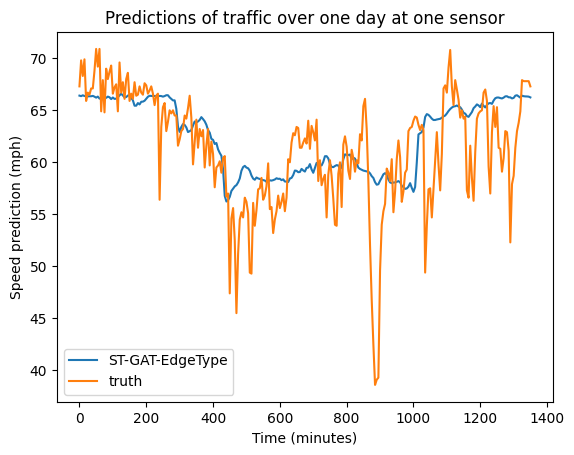 Predictions of traffic over one day at one sensor
Speed prediction (mph)
70
65
60
55
50
45
40
ST-GAT-EdgeType
truth
0 200 400 600 800 1000 1200 1400
Time (minutes)